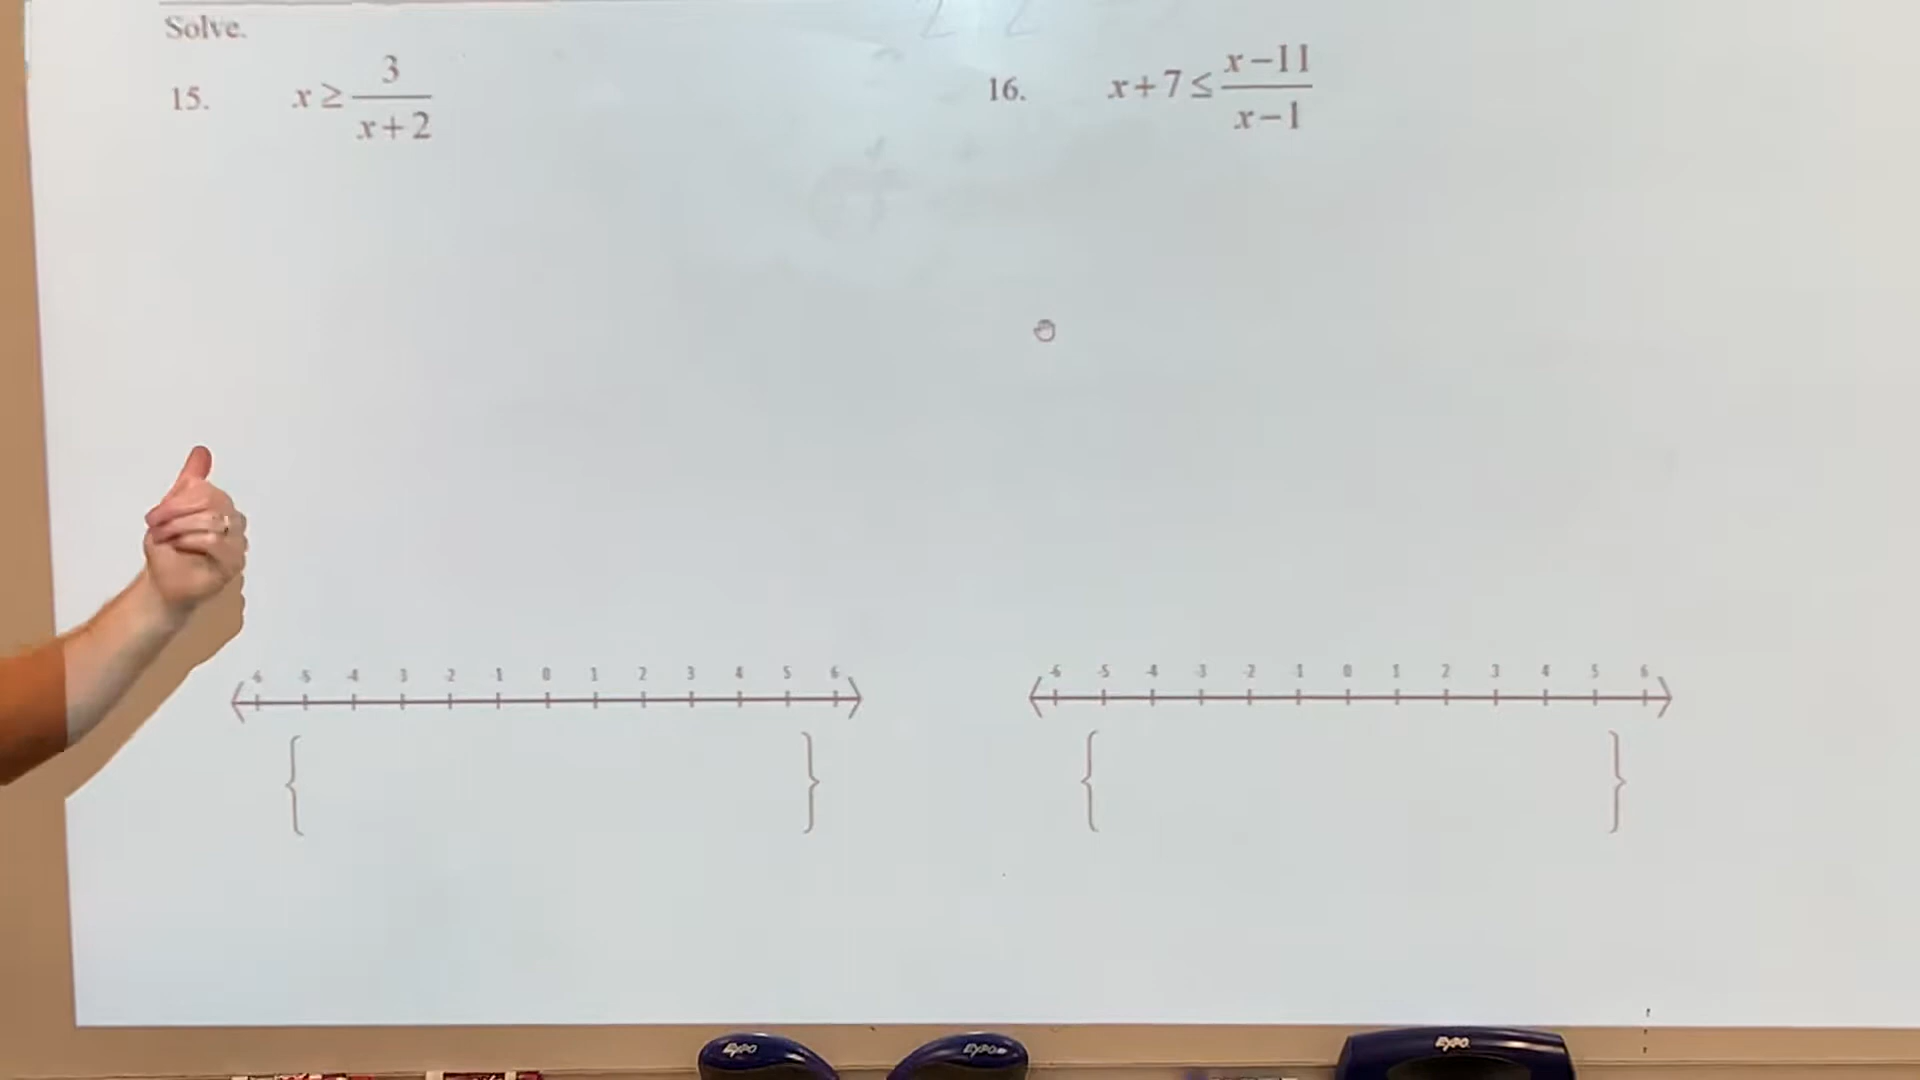 Solve.
15. x ≥ 3/(x+2)
16. x+7 ≤ (x−11)/(x−1)
-6 -5 -4 -3 -2 -1 0 1 2 3 4 5 6
-6 -5 -4 -3 -2 -1 0 1 2 3 4 5 6
{ }
{ }
EXPO
EXPO
EXPO